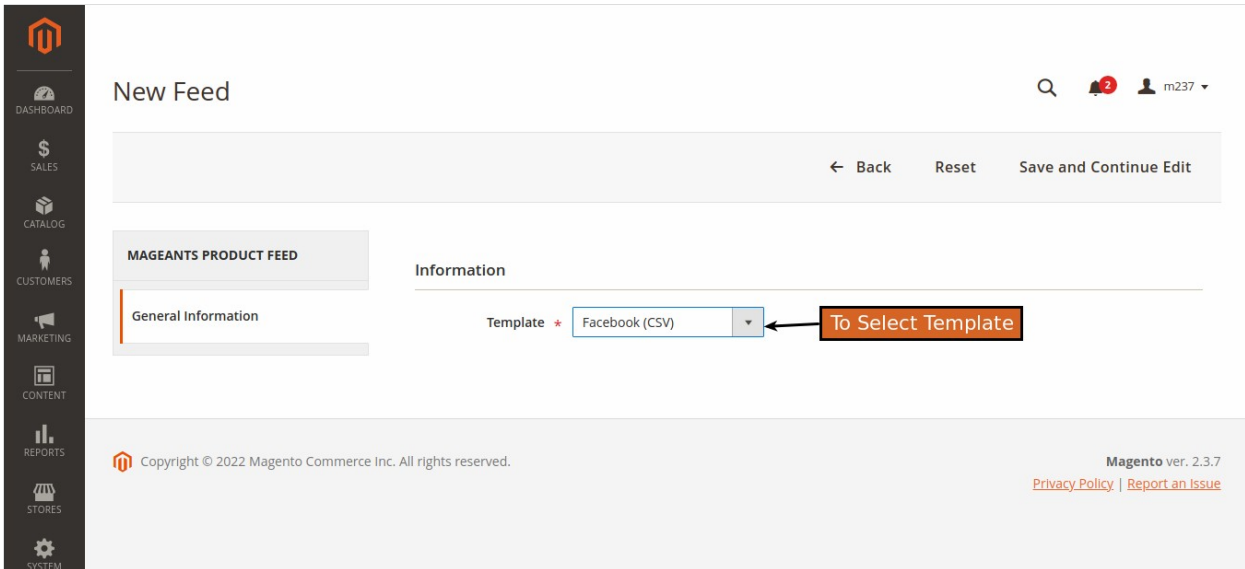 New Feed
2
m237
DASHBOARD
SALES
CATALOG
CUSTOMERS
MARKETING
CONTENT
REPORTS
STORES
SYSTEM
← Back Reset Save and Continue Edit
MAGEANTS PRODUCT FEED
General Information
Information
Template * Facebook (CSV)
To Select Template
Copyright © 2022 Magento Commerce Inc. All rights reserved.
Magento ver. 2.3.7
Privacy Policy | Report an Issue